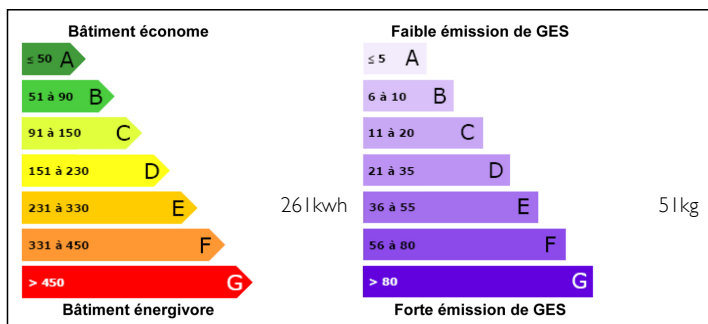 Bâtiment économe
≤ 50 A
51 à 90 B
91 à 150 C
151 à 230 D
231 à 330 E
261kwh
331 à 450 F
> 450 G
Bâtiment énergivore
Faible émission de GES
≤ 5 A
6 à 10 B
11 à 20 C
21 à 35 D
36 à 55 E
51kg
56 à 80 F
> 80 G
Forte émission de GES